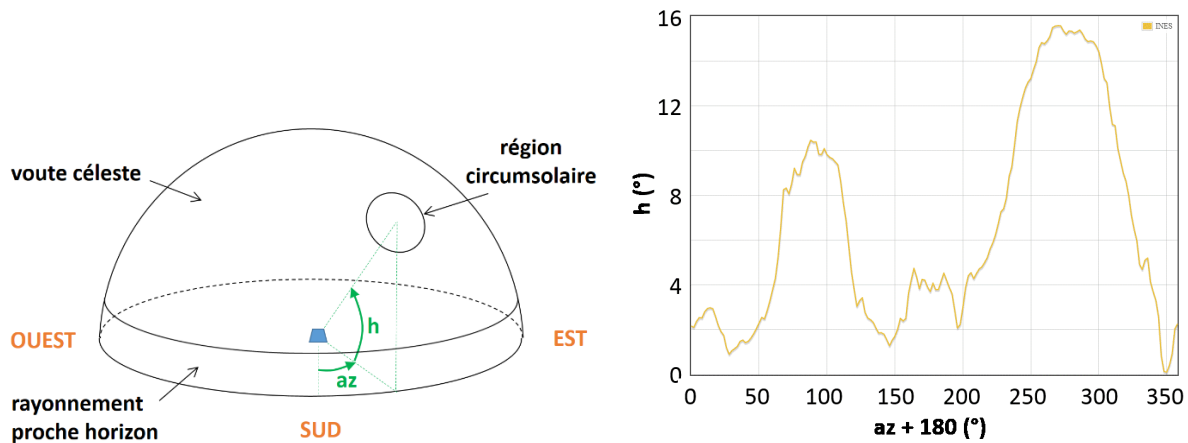 voute céleste
région
circumsolaire
OUEST
h
EST
az
rayonnement
proche horizon
SUD
16
12
8
4
0
h (°)
INES
0 50 100 150 200 250 300 350
az + 180 (°)